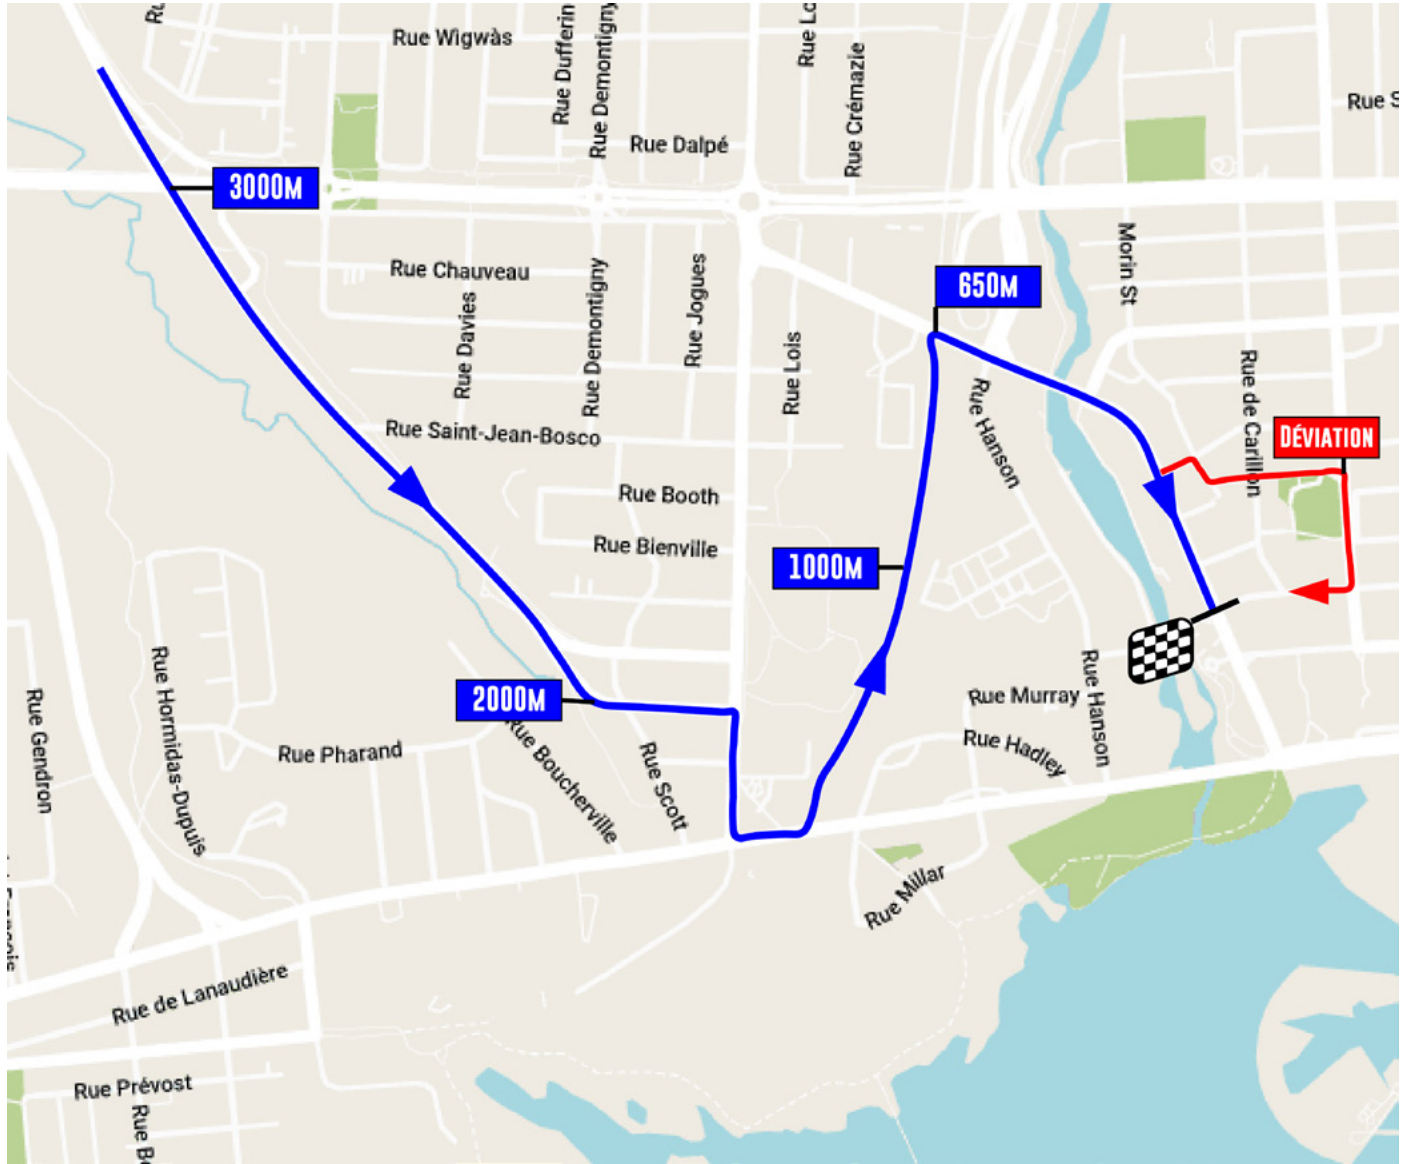 Rue Wìgwàs
Rue Dufferin
Rue Demontigny
Rue Crémazie
Rue Dalpé
3000M
Rue Chauveau
Rue Davies
Rue Demontigny
Rue Jogues
Rue Lois
Morin St
650M
Rue Hanson
Rue de Carillon
DÉVIATION
Rue Saint-Jean-Bosco
Rue Booth
Rue Bienville
1000M
2000M
Rue Gendron
Rue Hormidas-Dupuis
Rue Pharand
Rue Boucherville
Rue Scott
Rue Murray
Rue Hadley
Rue Hanson
Rue Millar
Rue de Lanaudière
Rue Prévost